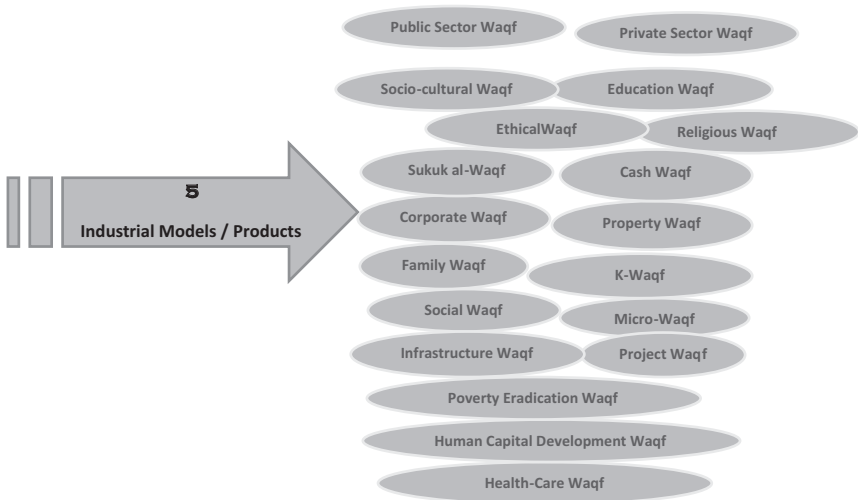 Public Sector Waqf
Private Sector Waqf
Socio-cultural Waqf
Education Waqf
EthicalWaqf
Religious Waqf
5
Industrial Models / Products
Sukuk al-Waqf
Cash Waqf
Corporate Waqf
Property Waqf
Family Waqf
K-Waqf
Social Waqf
Micro-Waqf
Infrastructure Waqf
Project Waqf
Poverty Eradication Waqf
Human Capital Development Waqf
Health-Care Waqf